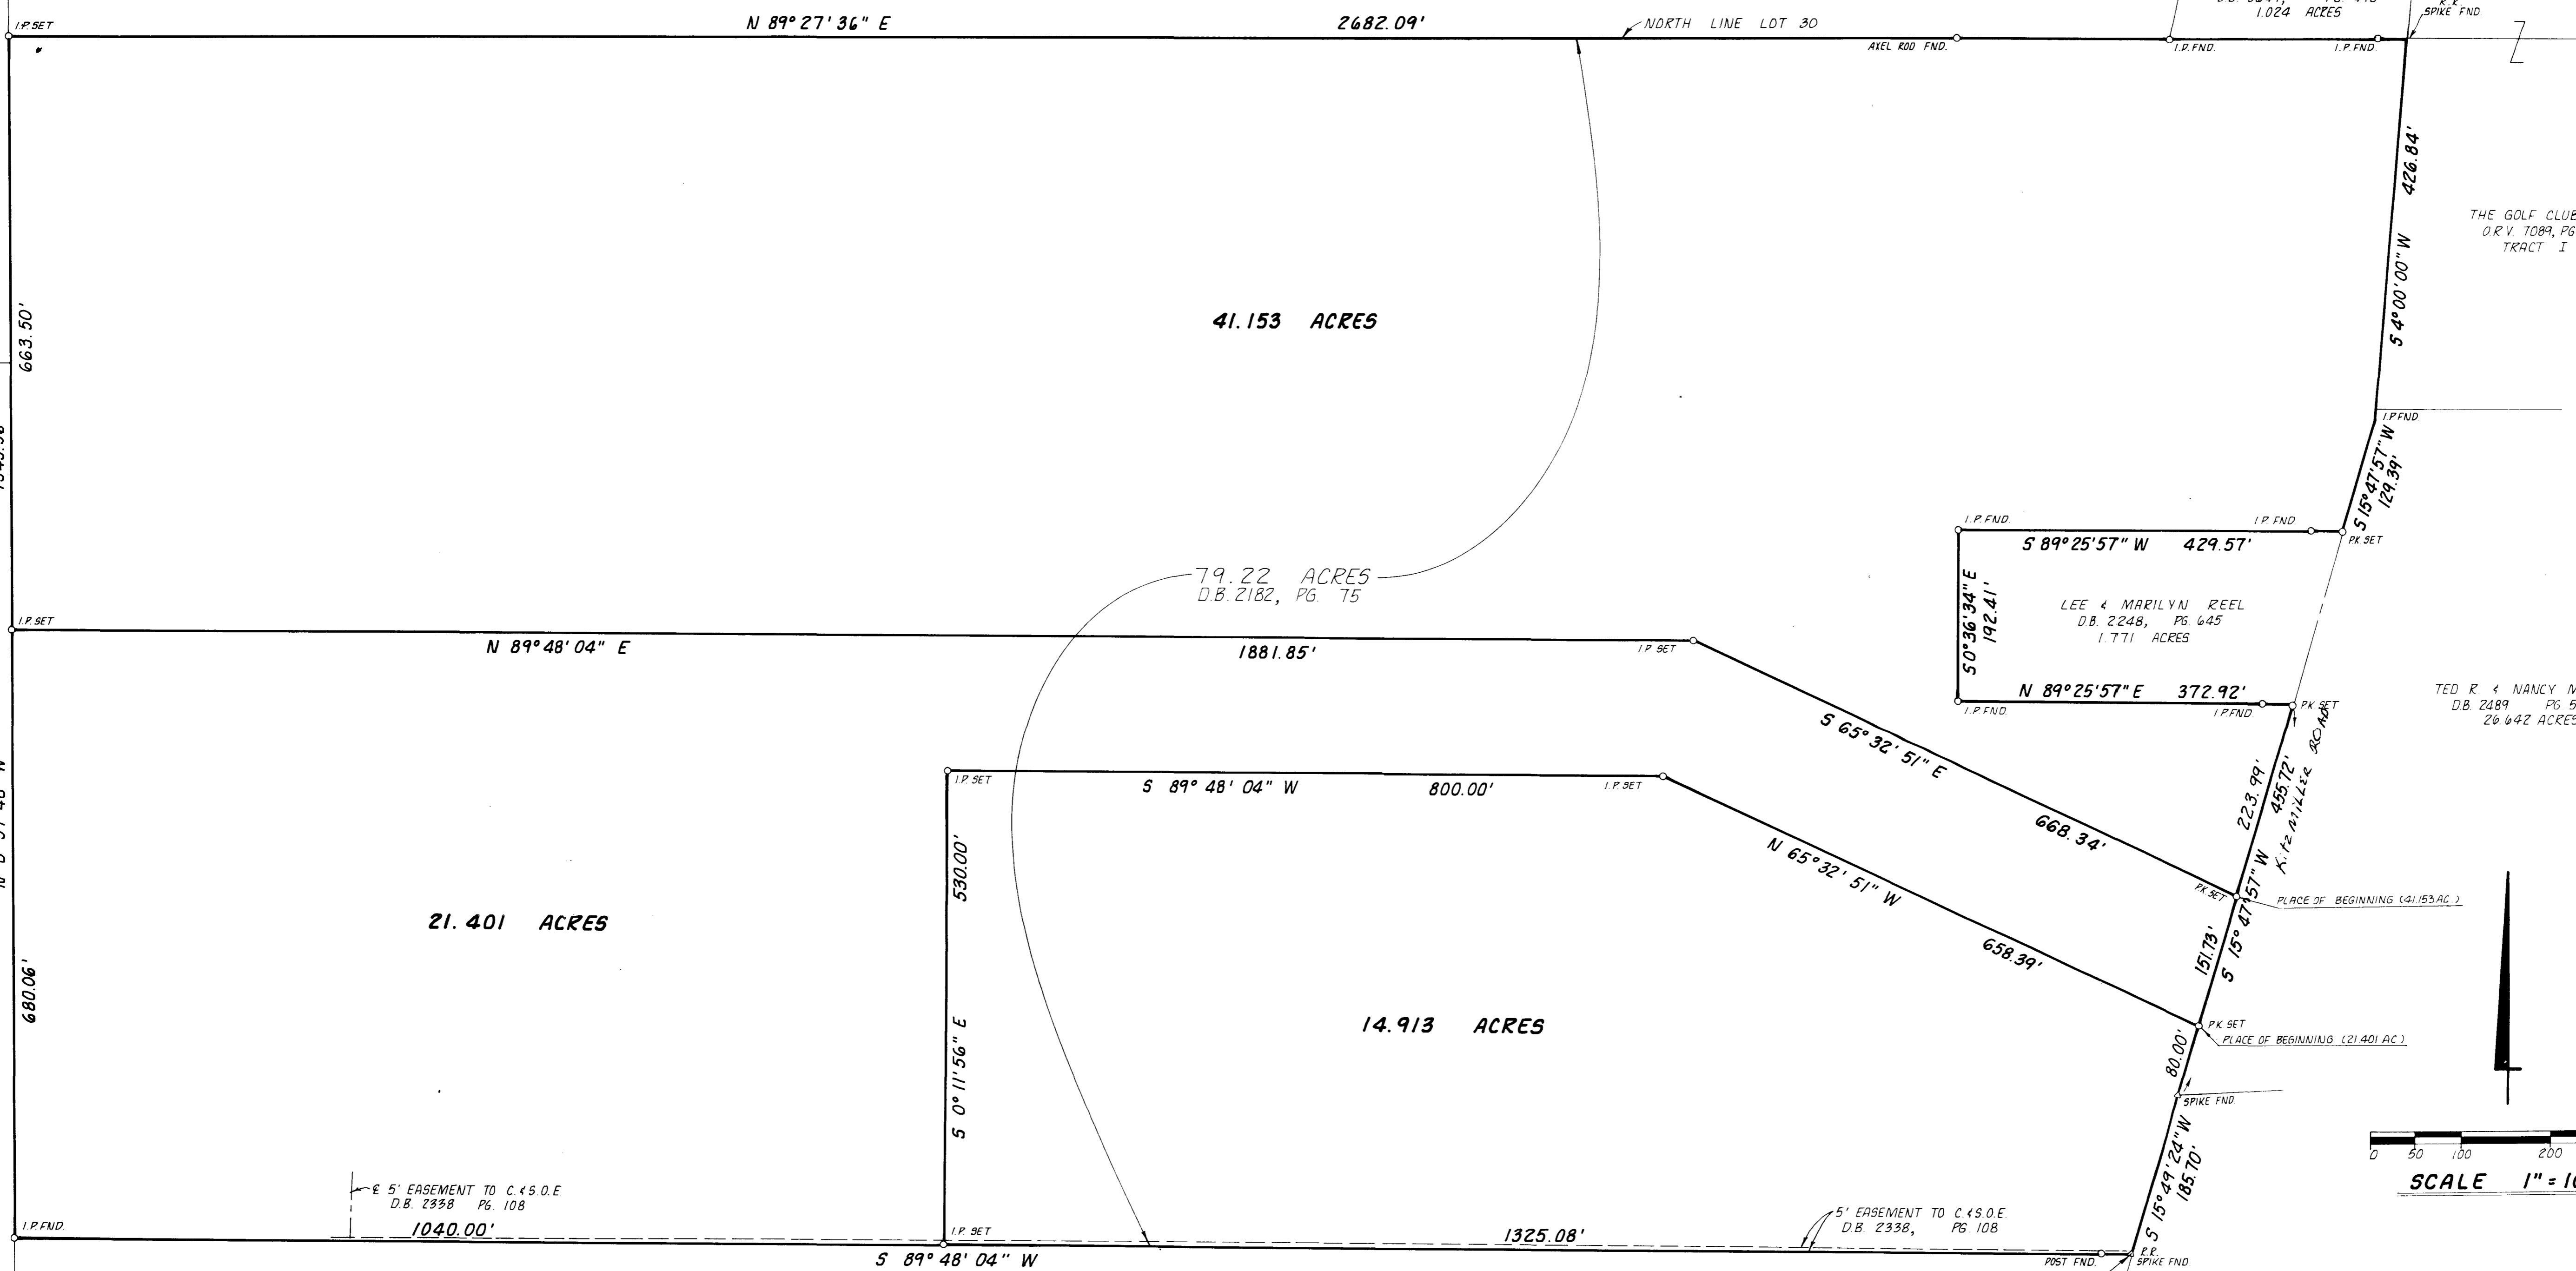 I.P. SET
N 89° 27' 36" E
2682.09'
NORTH LINE LOT 30
1.024 ACRES
R.R.
SPIKE FND.
AXEL ROD FND.
I.P. FND.
I.P. FND.
426.84'
S 4° 00' 00" W
THE GOLF CLUB
O.R.V. 7089, PG
TRACT I
663.50'
41.153 ACRES
I.P. FND.
S 15° 47' 57" W
129.39'
I.P. FND.
I.P. FND.
PK SET
S 89° 25' 57" W 429.57'
79.22 ACRES
D.B. 2182, PG. 75
S 0° 36' 34" E
192.41'
LEE & MARILYN REEL
D.B. 2248, PG. 645
1.771 ACRES
I.P. SET
N 89° 48' 04" E
1881.85'
I.P. SET
N 89° 25' 57" E 372.92'
I.P. FND.
I.P. FND.
PK SET
TED R & NANCY
D.B. 2489 PG
26.642 ACRES
S 65° 32' 51" E
668.34'
223.99'
455.72'
KitzMILLER ROAD
I.P. SET
S 89° 48' 04" W
800.00'
I.P. SET
530.00'
N 65° 32' 51" W
658.39'
PK SET
PLACE OF BEGINNING (41.153 AC.)
S 15° 47' 57" W
151.73'
21.401 ACRES
680.06'
14.913 ACRES
PK SET
PLACE OF BEGINNING (21.401 AC.)
80.00'
S 0° 11' 56" E
SPIKE FND.
S 15° 49' 24" W
185.70'
0 50 100 200
SCALE 1" =
℄ 5' EASEMENT TO C. & S.O.E.
D.B. 2338 PG. 108
5' EASEMENT TO C. & S.O.E.
D.B. 2338, PG. 108
I.P. FND.
1040.00'
I.P. SET
1325.08'
S 89° 48' 04" W
POST FND.
R.R.
SPIKE FND.